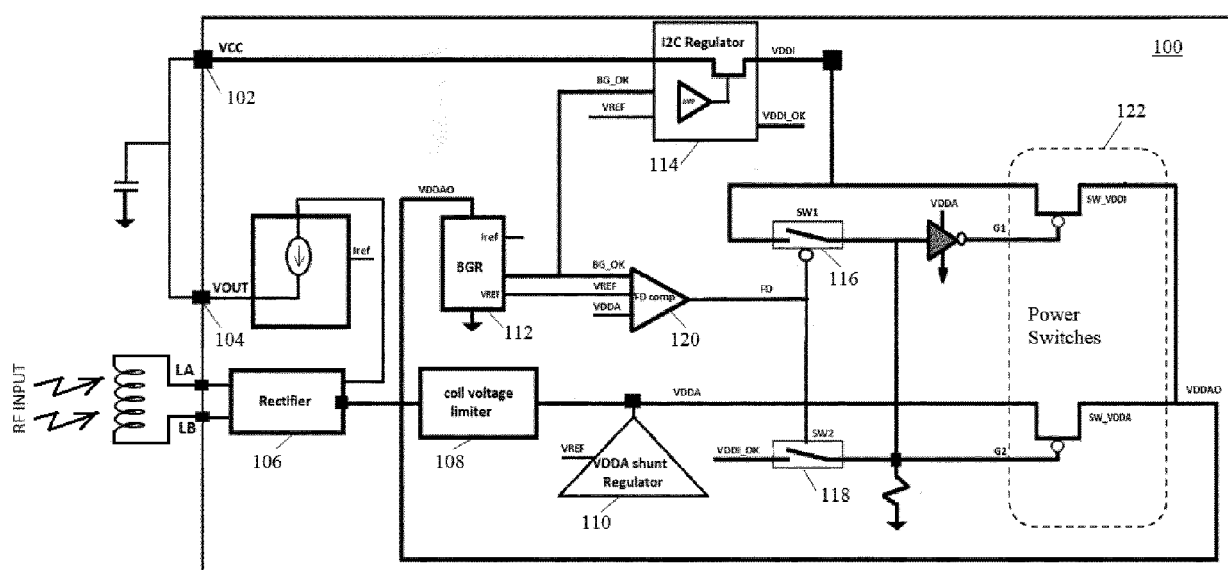 100
VCC
102
I2C Regulator
VDDI
BG_OK
VREF
VDDI_OK
114
122
VDDAO
SW1
VDDA
G1
SW_VDDI
116
Iref
Iref
BGR
BG_OK
VREF
VREF
VDDA
FD comp
FD
112
120
VOUT
104
Power
Switches
RF INPUT
LA
LB
Rectifier
106
coil voltage
limiter
108
VDDA
VREF
VDDA shunt
Regulator
110
VDDI_OK
SW2
118
G2
SW_VDDA
VDDAO